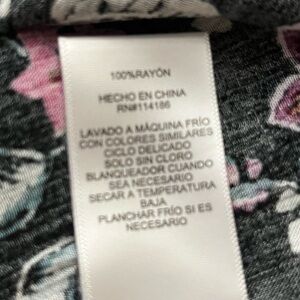 100%RAYÓN
HECHO EN CHINA
RN#114186
LAVADO A MÁQUINA FRÍO
CON COLORES SIMILARES
CICLO DELICADO
SOLO SIN CLORO
BLANQUEADOR CUANDO
SEA NECESARIO
SECAR A TEMPERATURA
BAJA
PLANCHAR FRÍO SI ES
NECESARIO